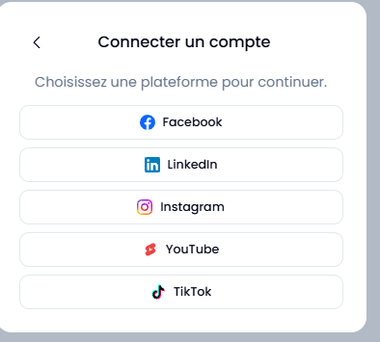 Connecter un compte
Choisissez une plateforme pour continuer.
Facebook
LinkedIn
Instagram
YouTube
TikTok